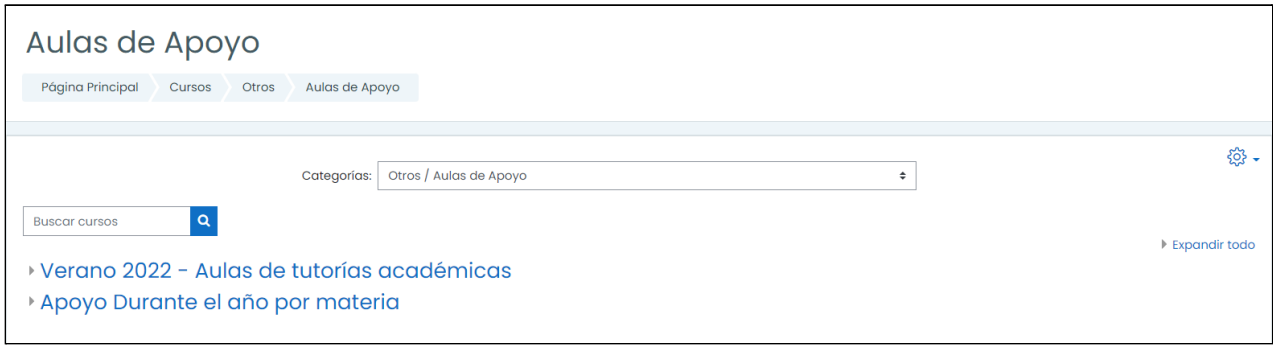 Aulas de Apoyo
Página Principal Cursos Otros Aulas de Apoyo
Categorías: Otros / Aulas de Apoyo
Buscar cursos
Expandir todo
Verano 2022 - Aulas de tutorías académicas
Apoyo Durante el año por materia